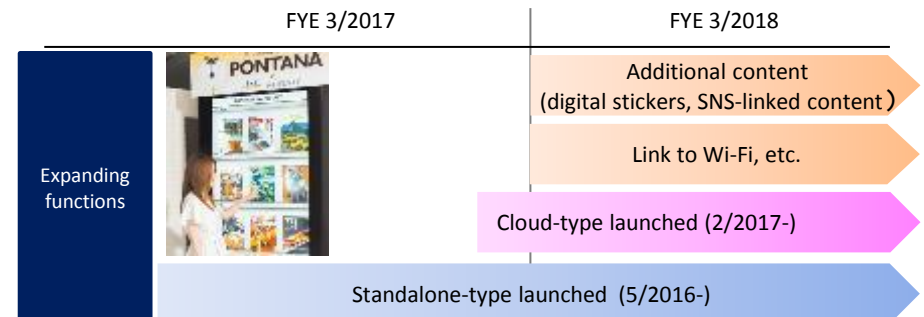 FYE 3/2017
FYE 3/2018
PONTANA
Expanding
functions
Additional content
(digital stickers, SNS-linked content）
Link to Wi-Fi, etc.
Cloud-type launched (2/2017-)
Standalone-type launched (5/2016-)